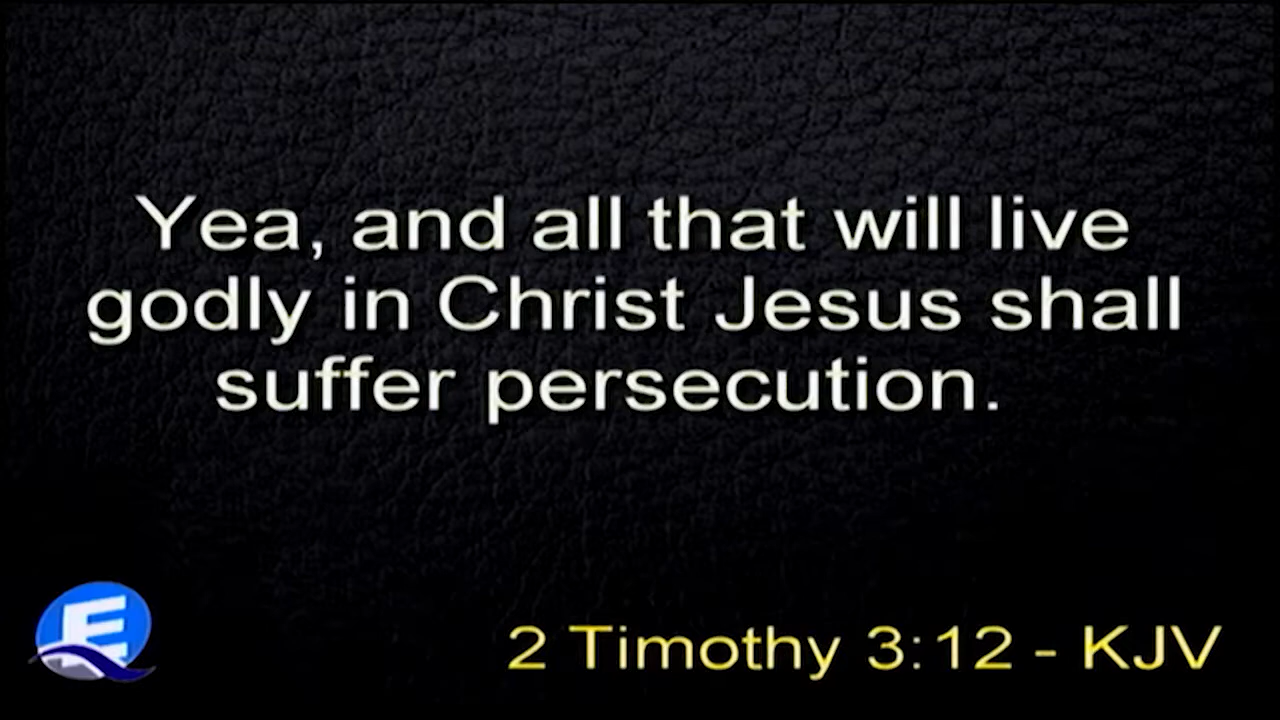 Yea, and all that will live
godly in Christ Jesus shall
suffer persecution.
E
2 Timothy 3:12 - KJV